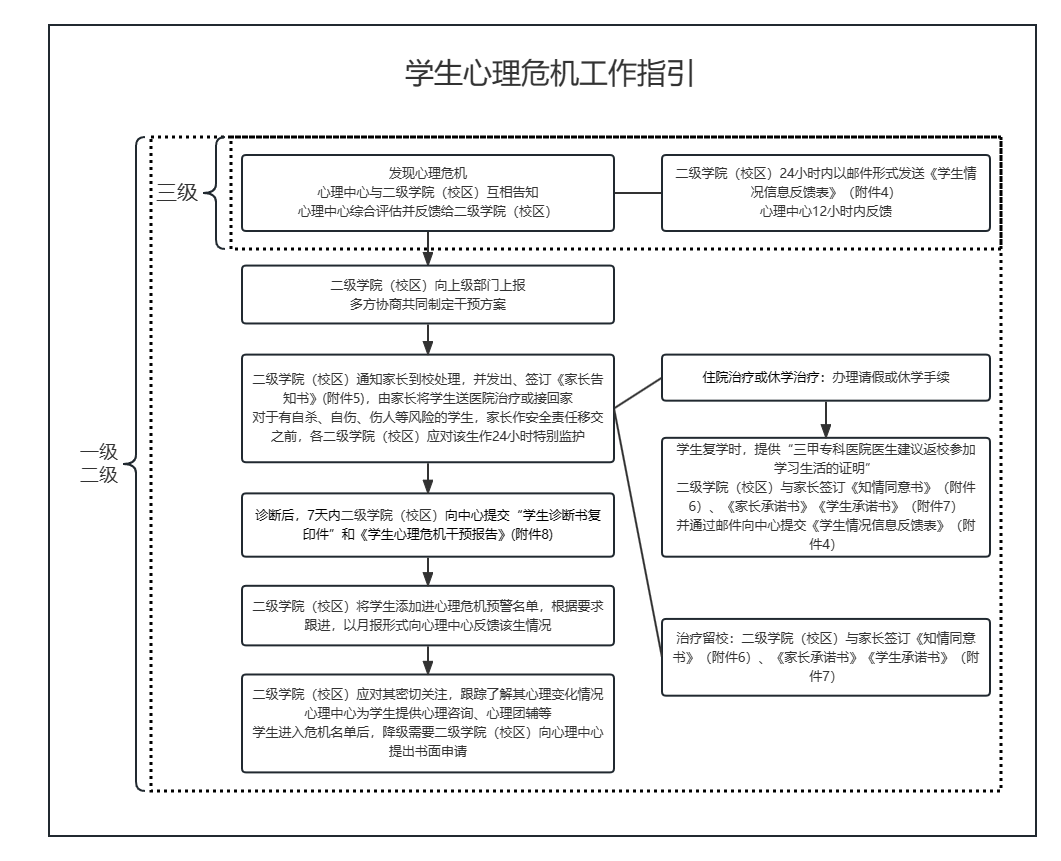 学生心理危机工作指引
三级
发现心理危机
心理中心与二级学院（校区）互相告知
心理中心综合评估并反馈给二级学院（校区）
二级学院（校区）24小时内以邮件形式发送《学生情
况信息反馈表》（附件4）
心理中心12小时内反馈
二级学院（校区）向上级部门上报
多方协商共同制定干预方案
一级
二级
二级学院（校区）通知家长到校处理，并发出、签订《家长告
知书》(附件5)，由家长将学生送医院治疗或接回家
对于有自杀、自伤、伤人等风险的学生，家长作安全责任移交
之前，各二级学院（校区）应对该生作24小时特别监护
住院治疗或休学治疗：办理请假或休学手续
学生复学时，提供“三甲专科医院医生建议返校参加
学习生活的证明”
二级学院（校区）与家长签订《知情同意书》（附件
6）、《家长承诺书》《学生承诺书》（附件7）
并通过邮件向中心提交《学生情况信息反馈表》（附
件4）
诊断后，7天内二级学院（校区）向中心提交“学生诊断书复
印件”和《学生心理危机干预报告》(附件8)
二级学院（校区）将学生添加进心理危机预警名单，根据要求
跟进，以月报形式向心理中心反馈该生情况
治疗留校：二级学院（校区）与家长签订《知情同意
书》（附件6）、《家长承诺书》《学生承诺书》（附
件7）
二级学院（校区）应对其密切关注，跟踪了解其心理变化情况
心理中心为学生提供心理咨询、心理团辅等
学生进入危机名单后，降级需要二级学院（校区）向心理中心
提出书面申请